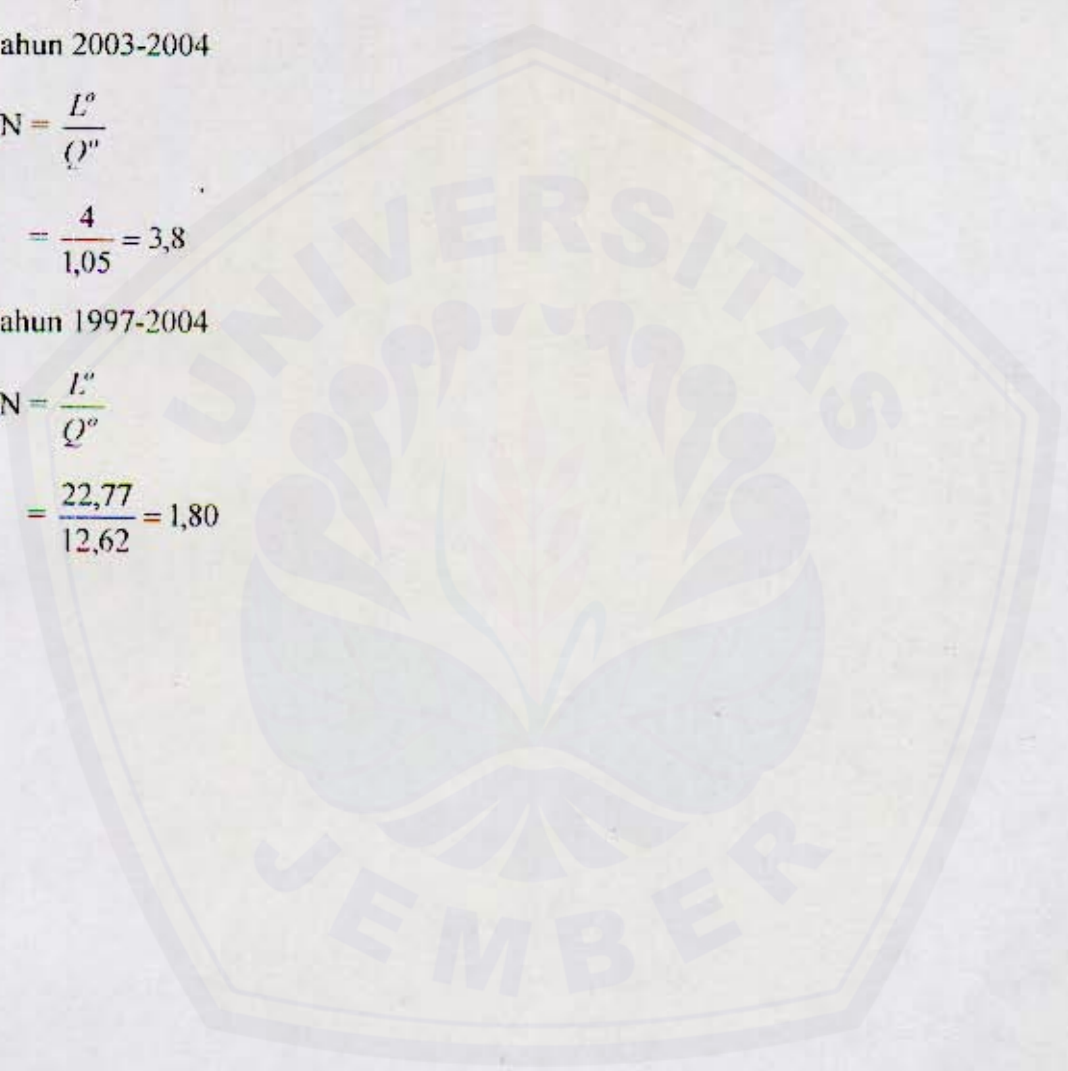 ahun 2003-2004
N = L°/Q°
= 4/1,05 = 3,8
ahun 1997-2004
N = L°/Q°
= 22,77/12,62 = 1,80
UNIVERSITAS
JEMBER